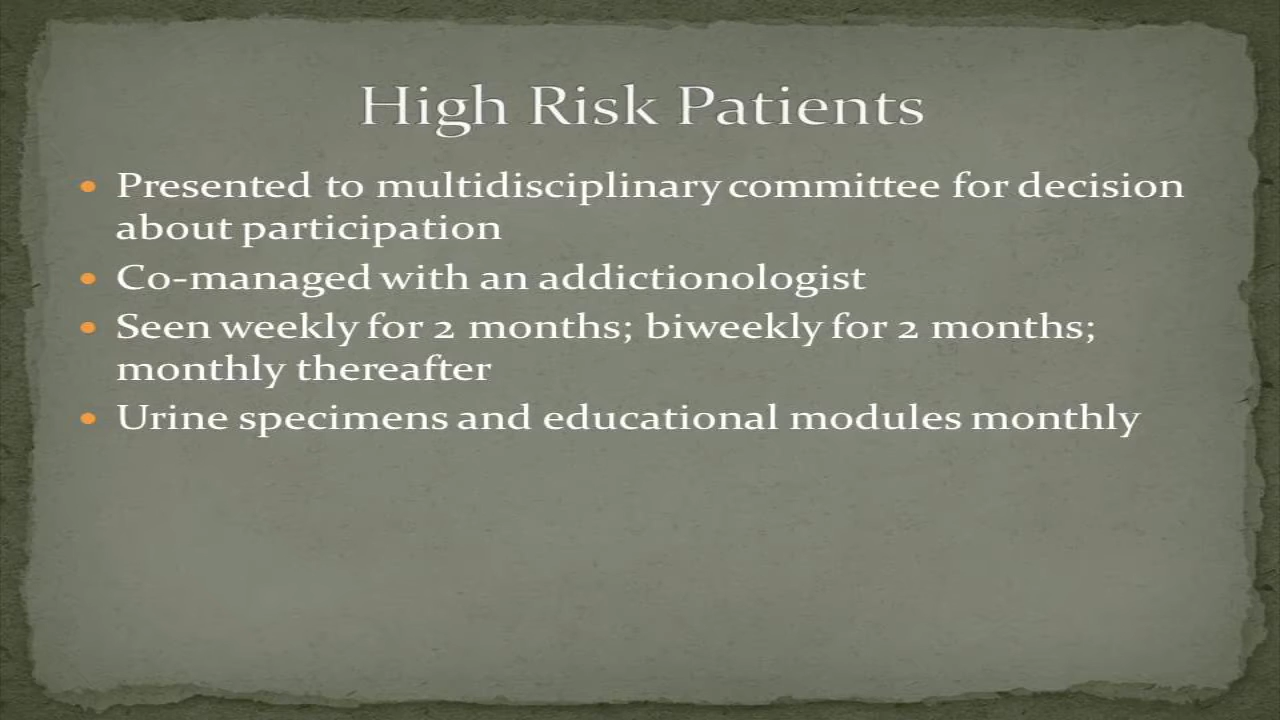 High Risk Patients
• Presented to multidisciplinary committee for decision
about participation
• Co-managed with an addictionologist
• Seen weekly for 2 months; biweekly for 2 months;
monthly thereafter
• Urine specimens and educational modules monthly